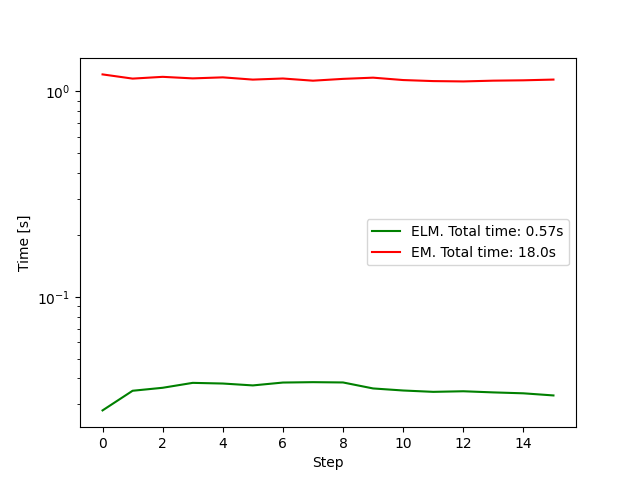 10⁰
10⁻¹
Time [s]
ELM. Total time: 0.57s
EM. Total time: 18.0s
0 2 4 6 8 10 12 14
Step